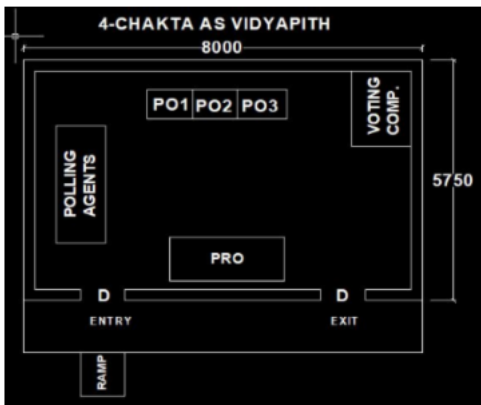 4-CHAKTA AS VIDYAPITH
8000
PO1 PO2 PO3
VOTING
COMP.
POLLING
AGENTS
5750
PRO
D
D
ENTRY
EXIT
RAMP